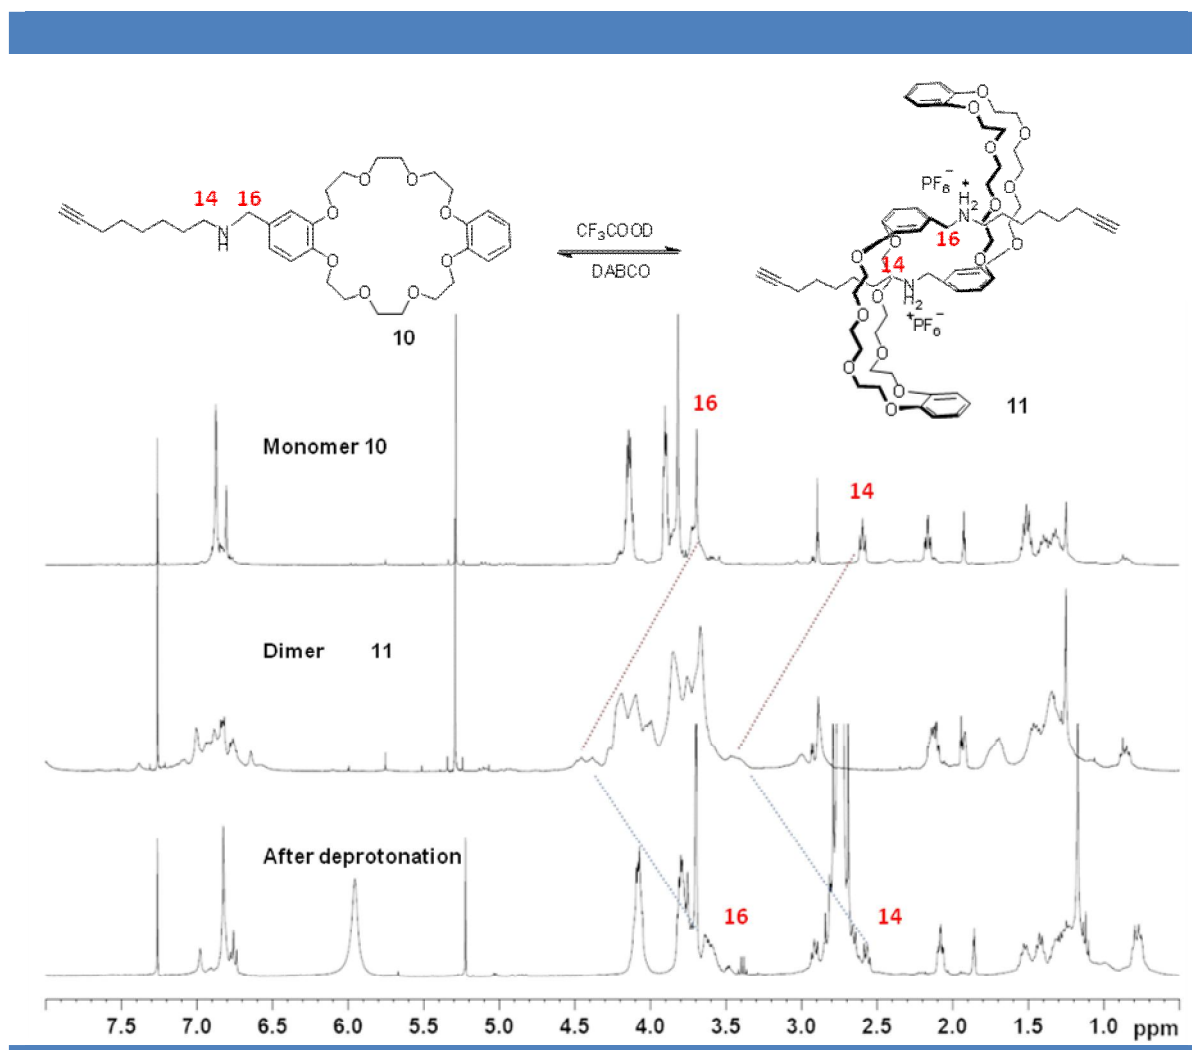 14 16
O O O O O O O O
N
H
10
CF₃COOD
DABCO
O O O O O O O O
PF₆⁻ +
N
H₂
16
14
O O O O O O O O
N
H₂
+PF₆⁻
11
16
Monomer 10
14
Dimer 11
After deprotonation
16
14
7.5 7.0 6.5 6.0 5.5 5.0 4.5 4.0 3.5 3.0 2.5 2.0 1.5 1.0 ppm